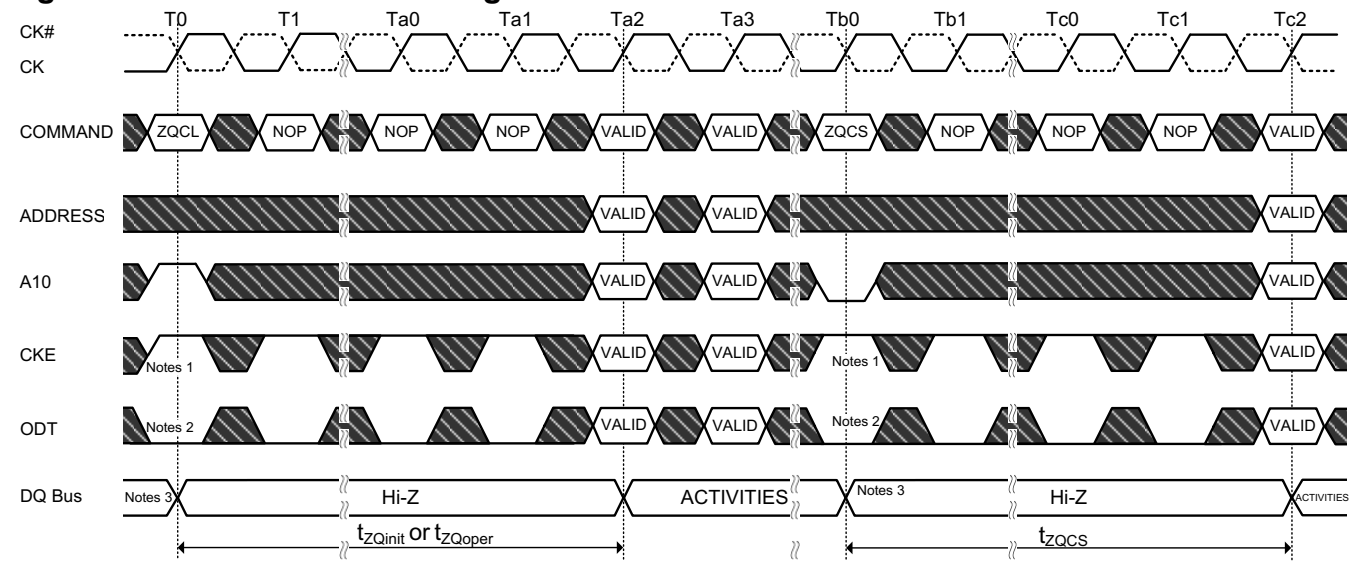 T0 T1 Ta0 Ta1 Ta2 Ta3 Tb0 Tb1 Tc0 Tc1 Tc2
CK#
CK
COMMAND ZQCL NOP NOP NOP VALID VALID ZQCS NOP NOP NOP VALID
ADDRESS VALID VALID VALID
A10 VALID VALID VALID
CKE Notes 1 VALID VALID Notes 1 VALID
ODT Notes 2 VALID VALID Notes 2 VALID
DQ Bus Notes 3 Hi-Z ACTIVITIES Notes 3 Hi-Z ACTIVITIES
tZQinit or tZQoper tZQCS